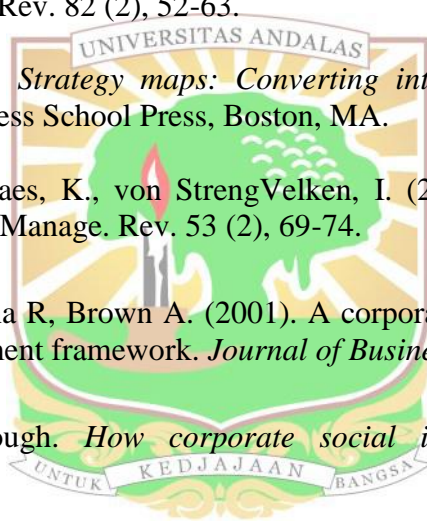 Rev. 82 (2), 52-63.
UNIVERSITAS ANDALAS
Strategy maps: Converting int
ess School Press, Boston, MA.
aes, K., von StrengVelken, I. (2
Manage. Rev. 53 (2), 69-74.
a R, Brown A. (2001). A corpora
ent framework. Journal of Busine
ough. How corporate social i
UNTUK KEDJAJAAN BANGSA